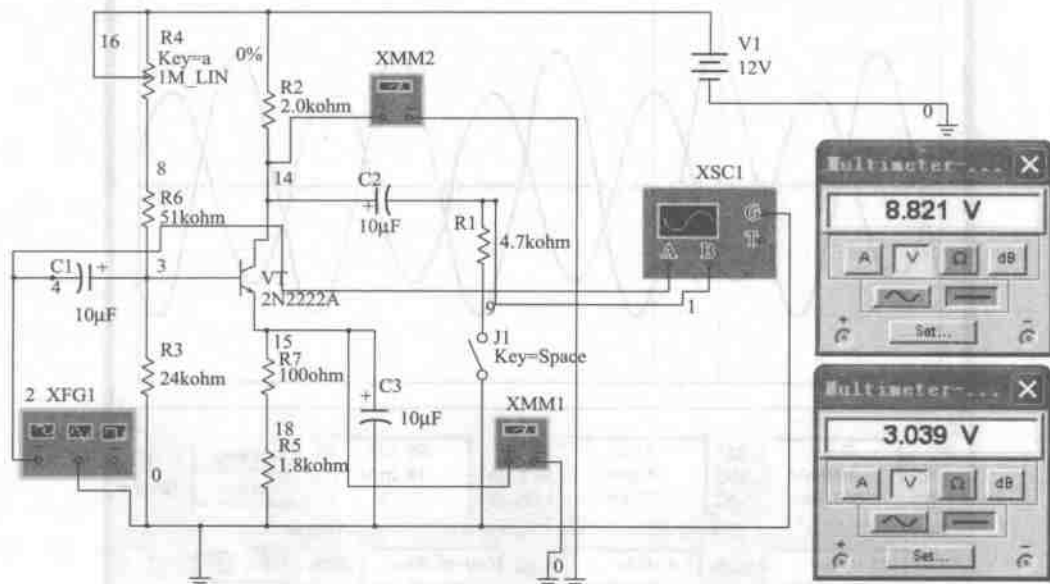 16
R4
Key=a
1M_LIN
0%
R2
2.0kohm
XMM2
V1
12V
0
8
R6
51kohm
14
C2
+
10μF
R1
4.7kohm
XSC1
G
T
A B
C1
+
4
10μF
3
VT
2N2222A
9
1
J1
Key=Space
R3
24kohm
15
R7
100ohm
+
C3
10μF
XMM1
2 XFG1
18
R5
1.8kohm
0
0
Multimeter-...
8.821 V
A V Ω dB
Set...
+ -
Multimeter-...
3.039 V
A V Ω dB
Set...
+ -